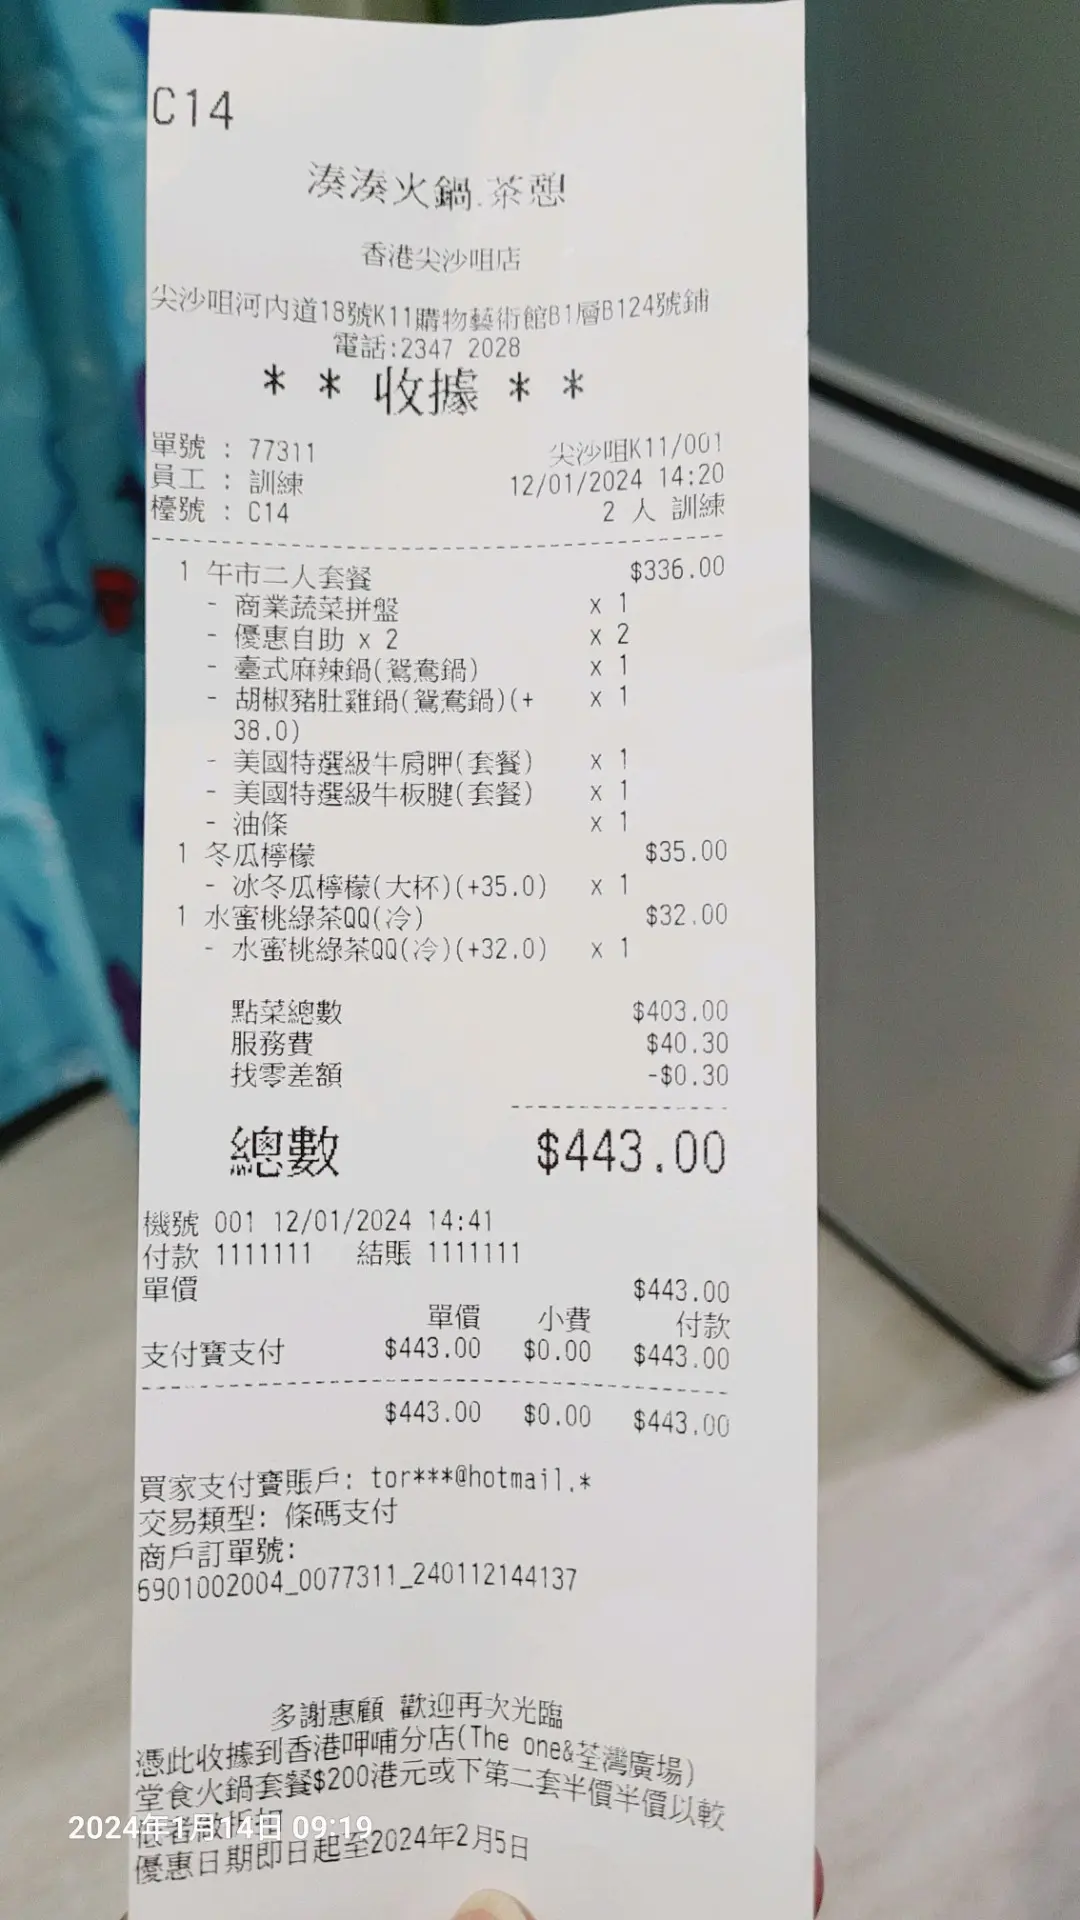 C14
湊湊火鍋.茶憩
香港尖沙咀店
尖沙咀河內道18號K11購物藝術館B1層B124號鋪
電話:2347 2028
* * 收據 * *
單號 : 77311 尖沙咀K11/001
員工 : 訓練 12/01/2024 14:20
檯號 : C14 2 人 訓練
1 午市二人套餐 $336.00
- 商業蔬菜拼盤 x 1
- 優惠自助 x 2 x 2
- 臺式麻辣鍋(鴛鴦鍋) x 1
- 胡椒豬肚雞鍋(鴛鴦鍋)(+ x 1
38.0)
- 美國特選級牛肩胛(套餐) x 1
- 美國特選級牛板腱(套餐) x 1
- 油條 x 1
1 冬瓜檸檬 $35.00
- 冰冬瓜檸檬(大杯)(+35.0) x 1
1 水蜜桃綠茶QQ(冷) $32.00
- 水蜜桃綠茶QQ(冷)(+32.0) x 1
點菜總數 $403.00
服務費 $40.30
找零差額 -$0.30
總數 $443.00
機號 001 12/01/2024 14:41
付款 1111111 結賬 1111111
單價 $443.00
單價 小費 付款
支付寶支付 $443.00 $0.00 $443.00
$443.00 $0.00 $443.00
買家支付寶賬戶: tor***@hotmail.*
交易類型: 條碼支付
商戶訂單號:
6901002004_0077311_240112144137
多謝惠顧 歡迎再次光臨
憑此收據到香港呷哺分店(The one&荃灣廣場)
堂食火鍋套餐$200港元或下第二套半價半價以較
低者做折扣
2024年1月14日 09:19
優惠日期即日起至2024年2月5日